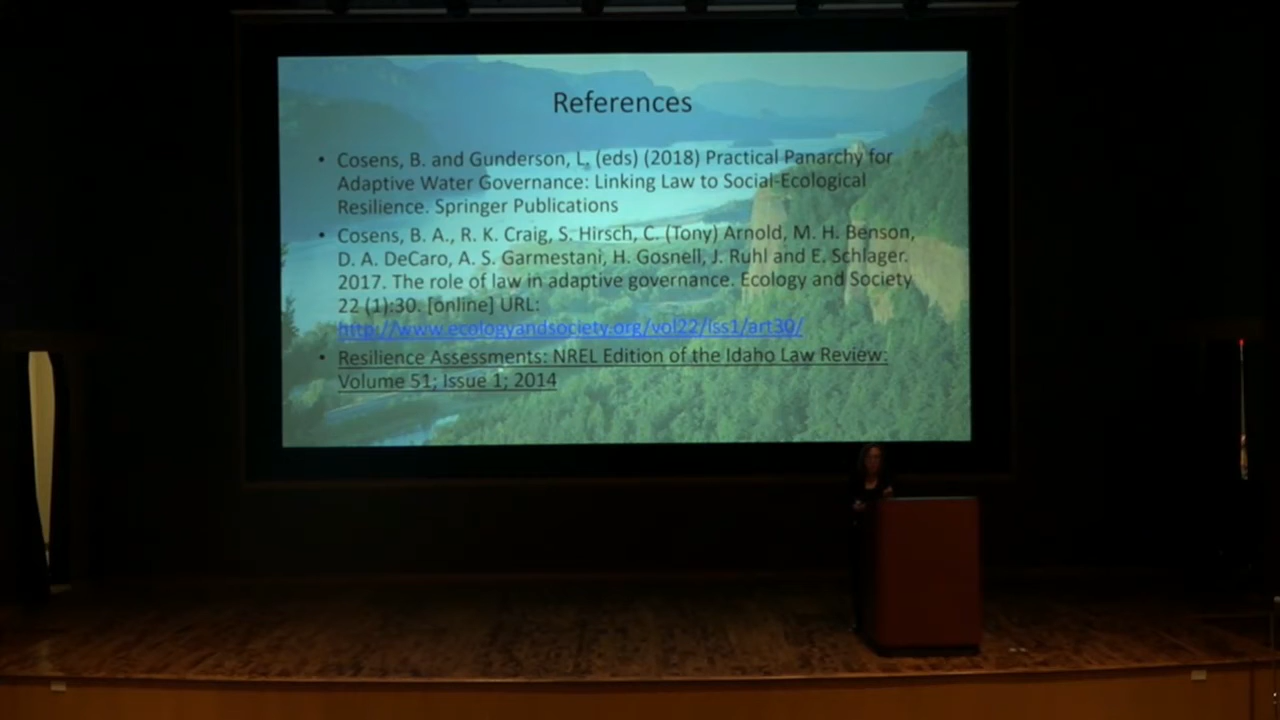 References
• Cosens, B. and Gunderson, L. (eds) (2018) Practical Panarchy for
Adaptive Water Governance: Linking Law to Social-Ecological
Resilience. Springer Publications
• Cosens, B. A., R. K. Craig, S. Hirsch, C. (Tony) Arnold, M. H. Benson,
D. A. DeCaro, A. S. Garmestani, H. Gosnell, J. Ruhl and E. Schlager.
2017. The role of law in adaptive governance. Ecology and Society
22 (1):30. [online] URL:
http://www.ecologyandsociety.org/vol22/iss1/art30/
• Resilience Assessments: NREL Edition of the Idaho Law Review:
Volume 51; Issue 1; 2014